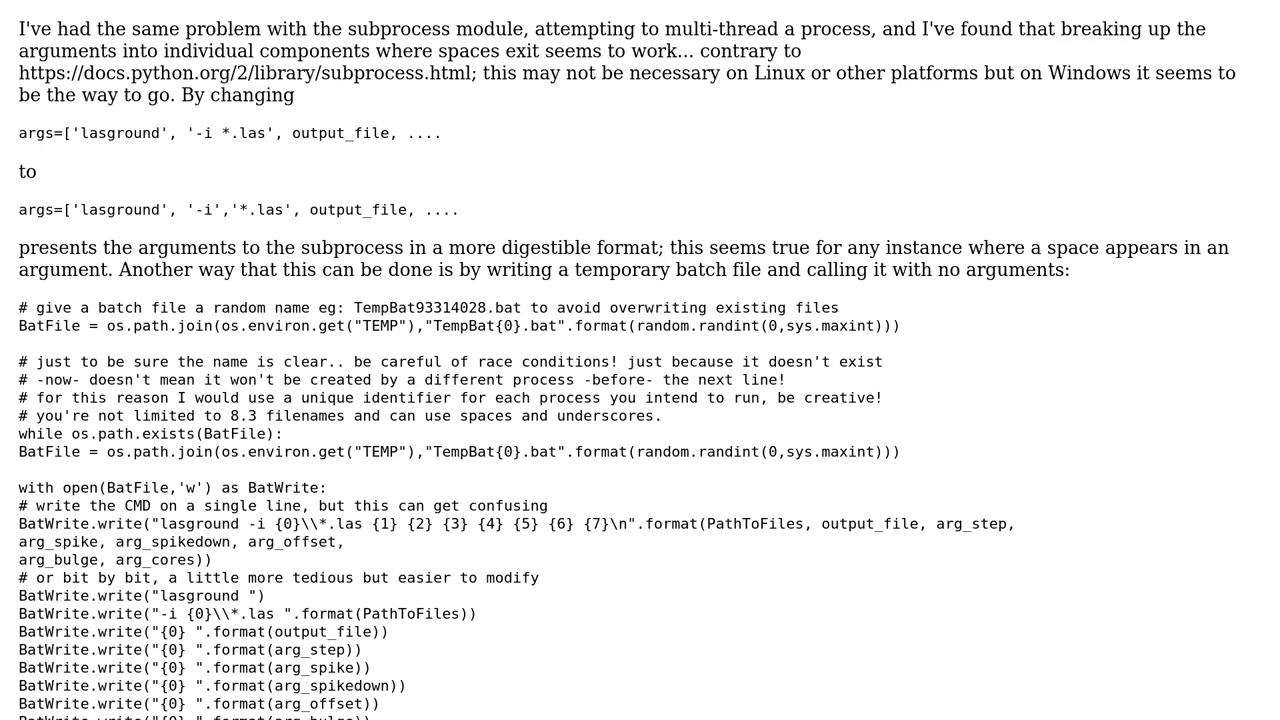 I've had the same problem with the subprocess module, attempting to multi-thread a process, and I've found that breaking up the
arguments into individual components where spaces exit seems to work... contrary to
https://docs.python.org/2/library/subprocess.html; this may not be necessary on Linux or other platforms but on Windows it seems to
be the way to go. By changing
args=['lasground', '-i *.las', output_file, ....
to
args=['lasground', '-i','*.las', output_file, ....
presents the arguments to the subprocess in a more digestible format; this seems true for any instance where a space appears in an
argument. Another way that this can be done is by writing a temporary batch file and calling it with no arguments:
# give a batch file a random name eg: TempBat93314028.bat to avoid overwriting existing files
BatFile = os.path.join(os.environ.get("TEMP"),"TempBat{0}.bat".format(random.randint(0,sys.maxint)))
# just to be sure the name is clear.. be careful of race conditions! just because it doesn't exist
# -now- doesn't mean it won't be created by a different process -before- the next line!
# for this reason I would use a unique identifier for each process you intend to run, be creative!
# you're not limited to 8.3 filenames and can use spaces and underscores.
while os.path.exists(BatFile):
BatFile = os.path.join(os.environ.get("TEMP"),"TempBat{0}.bat".format(random.randint(0,sys.maxint)))
with open(BatFile,'w') as BatWrite:
# write the CMD on a single line, but this can get confusing
BatWrite.write("lasground -i {0}\\*.las {1} {2} {3} {4} {5} {6} {7}\n".format(PathToFiles, output_file, arg_step,
arg_spike, arg_spikedown, arg_offset,
arg_bulge, arg_cores))
# or bit by bit, a little more tedious but easier to modify
BatWrite.write("lasground ")
BatWrite.write("-i {0}\\*.las ".format(PathToFiles))
BatWrite.write("{0} ".format(output_file))
BatWrite.write("{0} ".format(arg_step))
BatWrite.write("{0} ".format(arg_spike))
BatWrite.write("{0} ".format(arg_spikedown))
BatWrite.write("{0} ".format(arg_offset))
BatWrite.write("{0} ".format(arg_bulge))